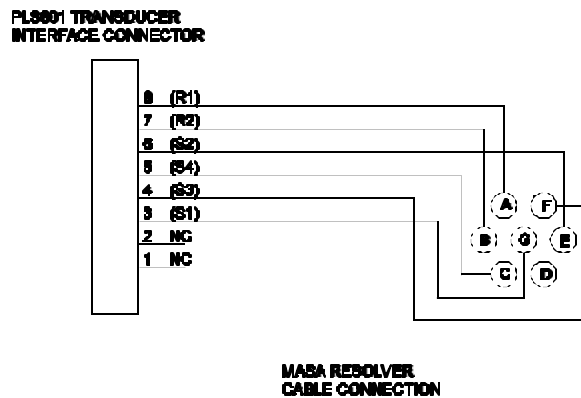 PLS601 TRANSDUCER
INTERFACE CONNECTOR
8 (R1)
7 (R2)
6 (S2)
5 (S4)
4 (S3)
3 (S1)
2 NC
1 NC
A F
B G E
C D
MASA RESOLVER
CABLE CONNECTION